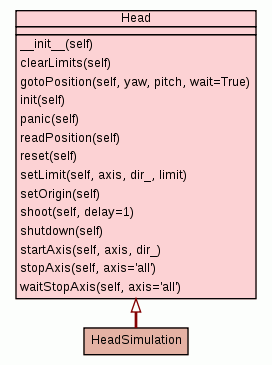 Head
__init__(self)
clearLimits(self)
gotoPosition(self, yaw, pitch, wait=True)
init(self)
panic(self)
readPosition(self)
reset(self)
setLimit(self, axis, dir_, limit)
setOrigin(self)
shoot(self, delay=1)
shutdown(self)
startAxis(self, axis, dir_)
stopAxis(self, axis='all')
waitStopAxis(self, axis='all')
HeadSimulation